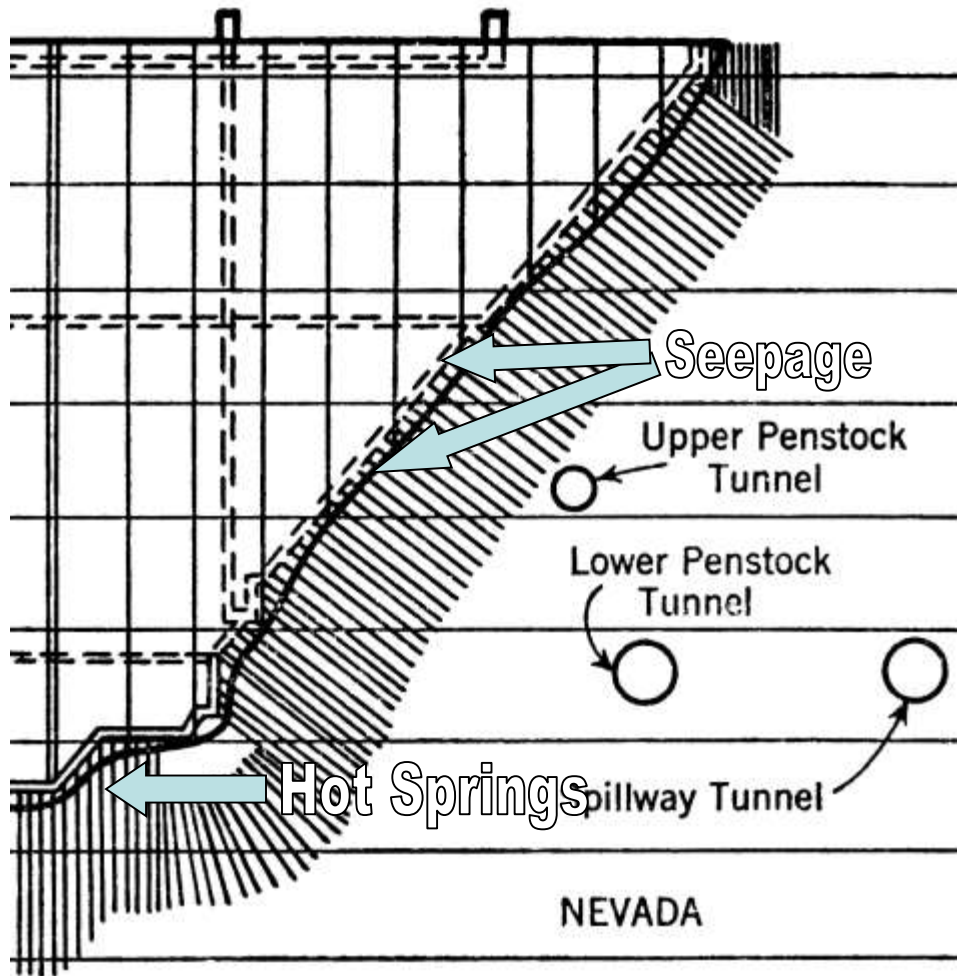 Seepage
Upper Penstock
Tunnel
Lower Penstock
Tunnel
Hot Springs
pillway Tunnel
NEVADA